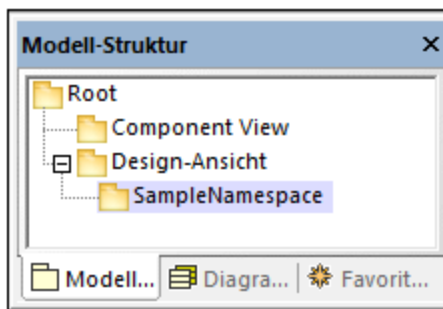 Modell-Struktur
Root
Component View
Design-Ansicht
SampleNamespace
Modell... Diagra... Favorit...